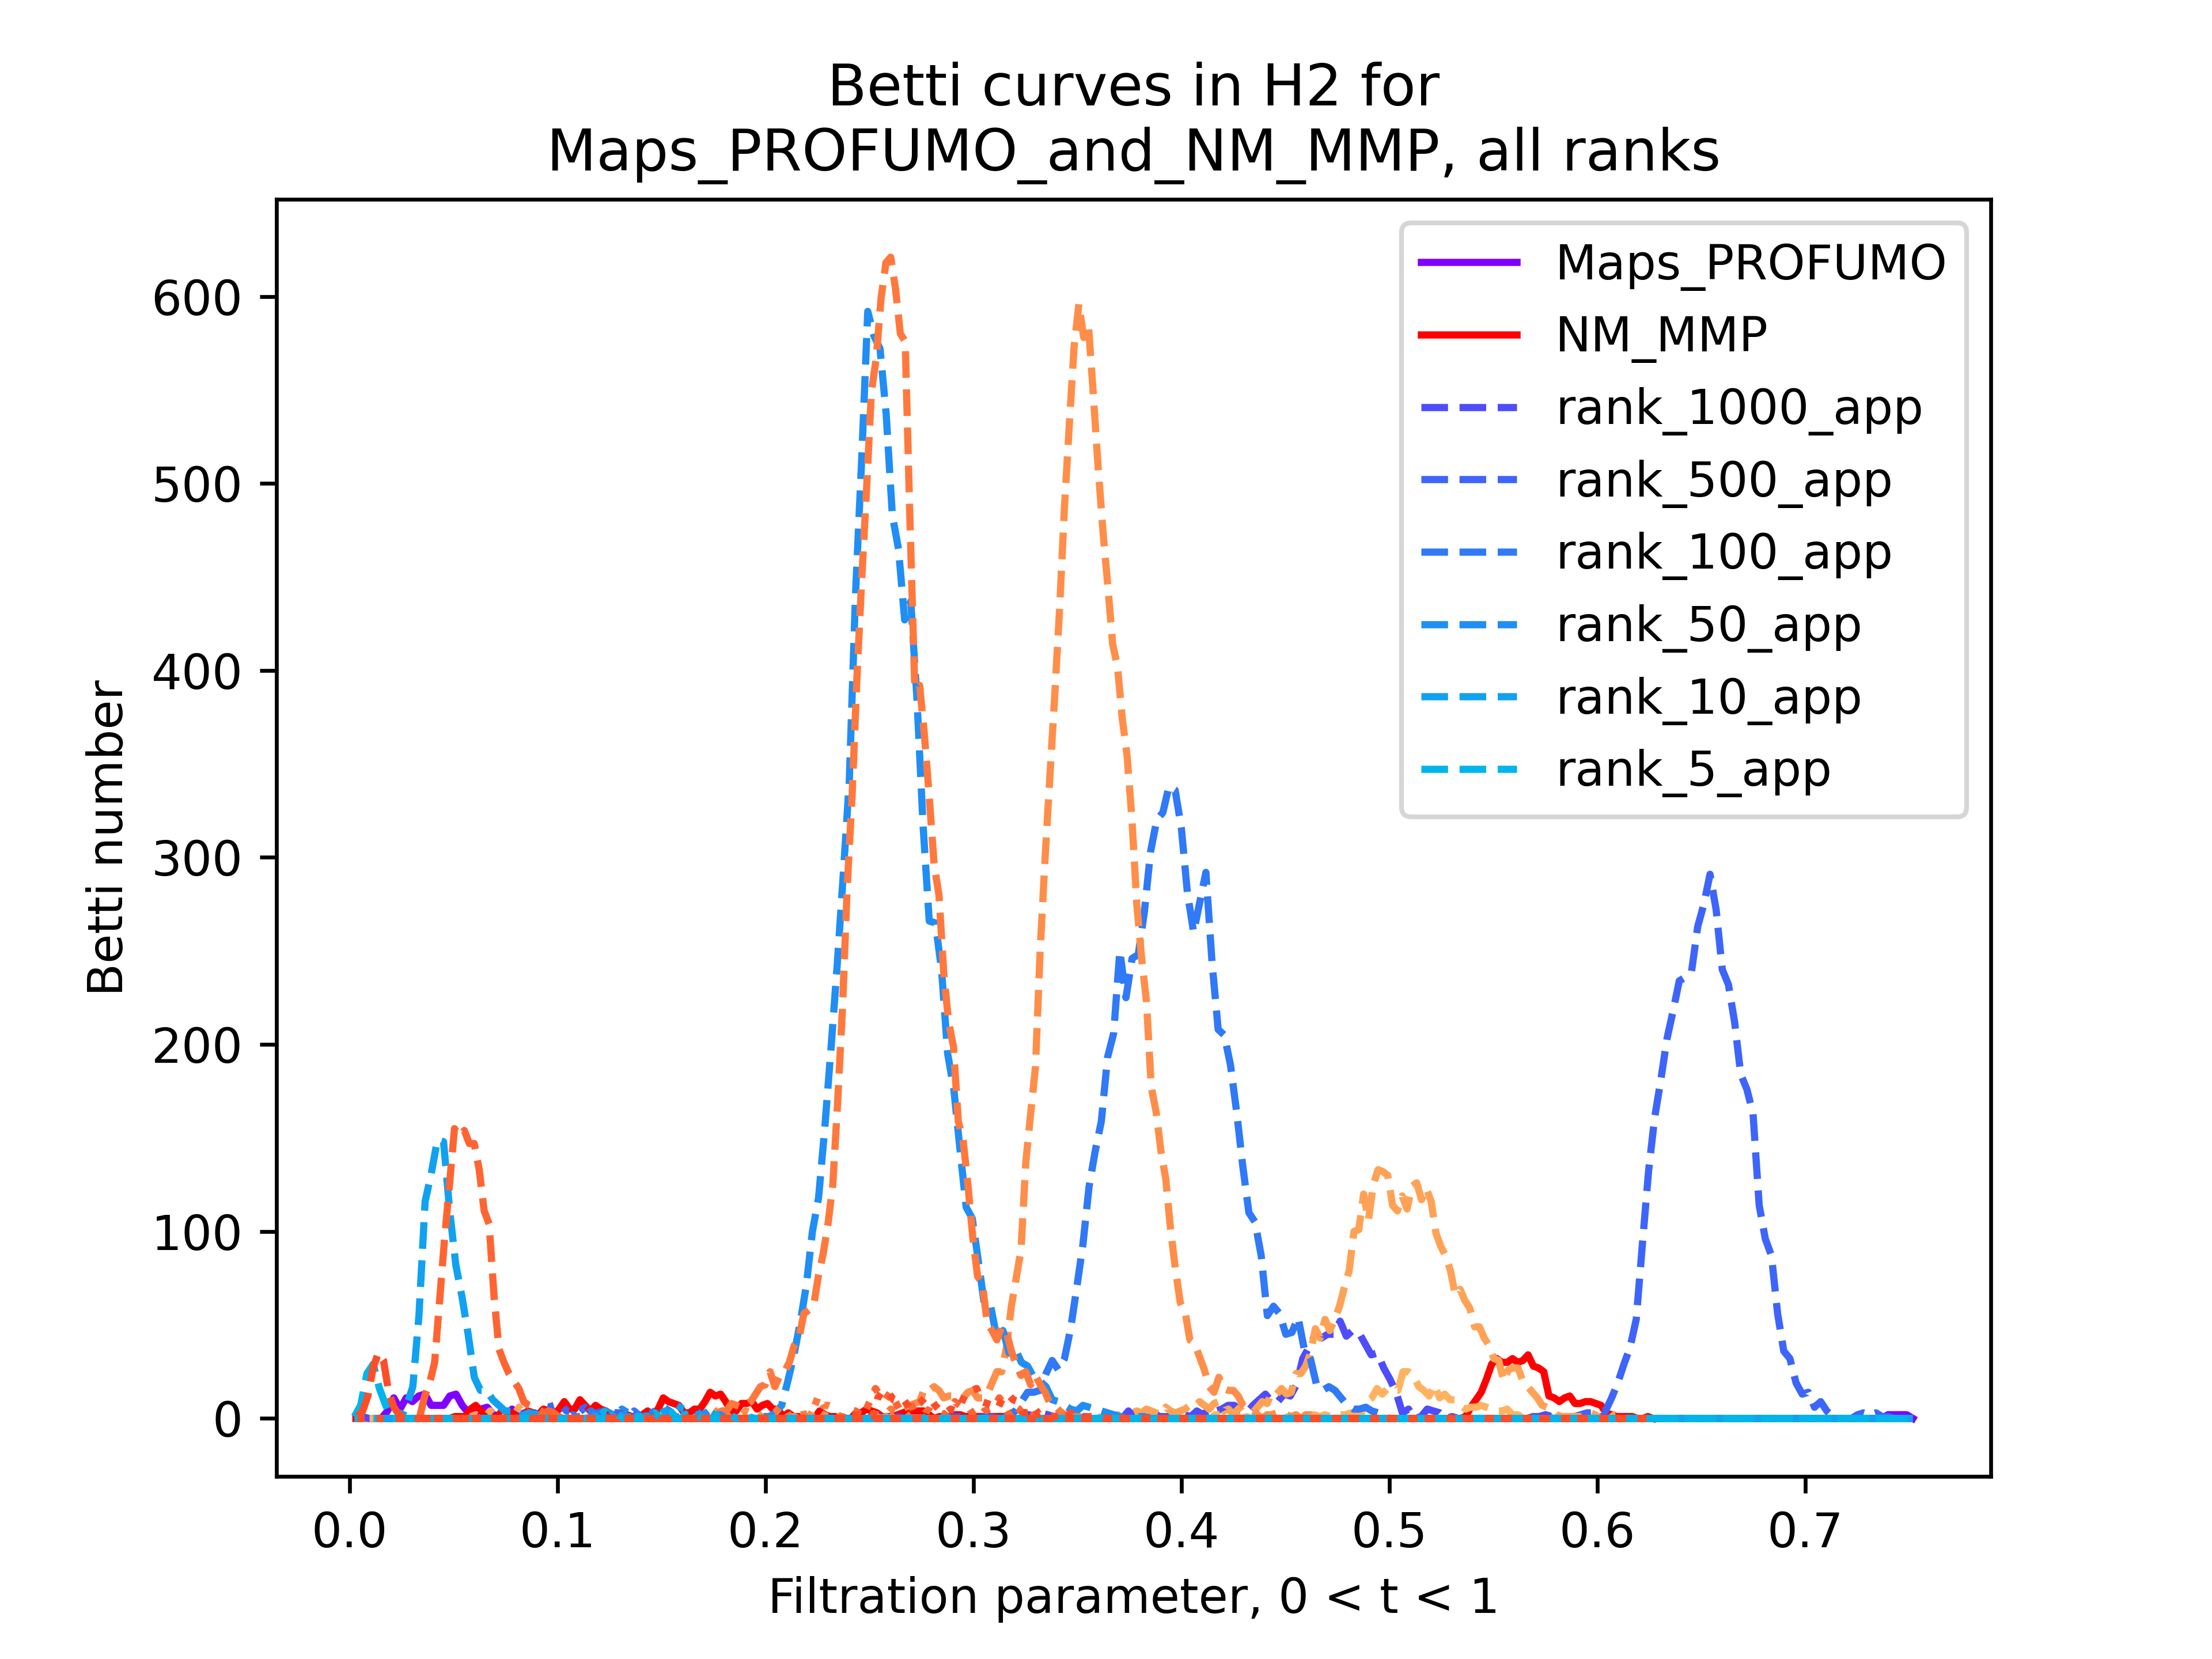 Betti curves in H2 for
Maps_PROFUMO_and_NM_MMP, all ranks
Maps_PROFUMO
NM_MMP
rank_1000_app
rank_500_app
rank_100_app
rank_50_app
rank_10_app
rank_5_app
Betti number
600
500
400
300
200
100
0
0.0 0.1 0.2 0.3 0.4 0.5 0.6 0.7
Filtration parameter, 0 < t < 1